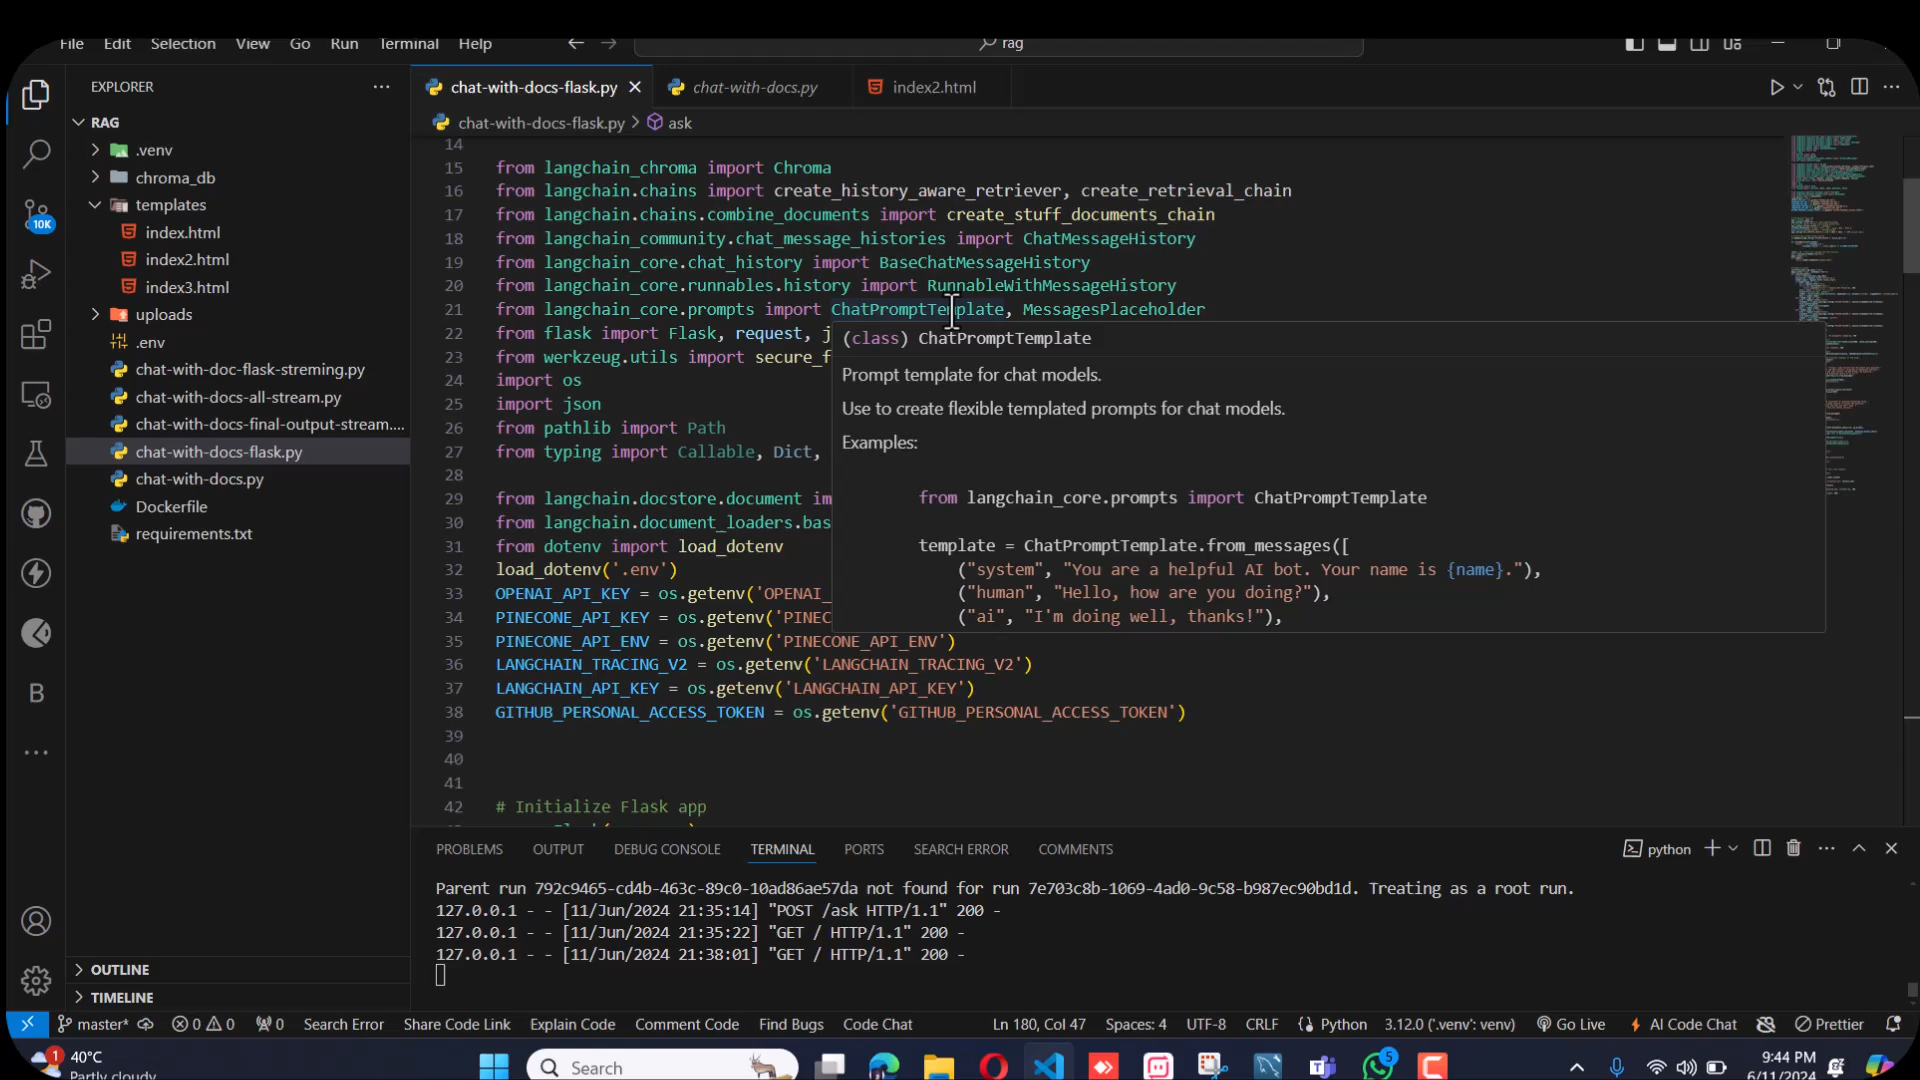 File Edit Selection View Go Run Terminal Help
rag
EXPLORER
chat-with-docs-flask.py
chat-with-docs.py
index2.html
RAG
chat-with-docs-flask.py > ask
.venv
chroma_db
templates
index.html
index2.html
index3.html
uploads
.env
chat-with-doc-flask-streming.py
chat-with-docs-all-stream.py
chat-with-docs-final-output-stream....
chat-with-docs-flask.py
chat-with-docs.py
Dockerfile
requirements.txt
10K
B
OUTLINE
TIMELINE
14
15 from langchain_chroma import Chroma
16 from langchain.chains import create_history_aware_retriever, create_retrieval_chain
17 from langchain.chains.combine_documents import create_stuff_documents_chain
18 from langchain_community.chat_message_histories import ChatMessageHistory
19 from langchain_core.chat_history import BaseChatMessageHistory
20 from langchain_core.runnables.history import RunnableWithMessageHistory
21 from langchain_core.prompts import ChatPromptTemplate, MessagesPlaceholder
22 from flask import Flask, request, j
23 from werkzeug.utils import secure_f
24 import os
25 import json
26 from pathlib import Path
27 from typing import Callable, Dict,
28
29 from langchain.docstore.document im
30 from langchain.document_loaders.bas
31 from dotenv import load_dotenv
32 load_dotenv('.env')
33 OPENAI_API_KEY = os.getenv('OPENAI_
34 PINECONE_API_KEY = os.getenv('PINEC
35 PINECONE_API_ENV = os.getenv('PINECONE_API_ENV')
36 LANGCHAIN_TRACING_V2 = os.getenv('LANGCHAIN_TRACING_V2')
37 LANGCHAIN_API_KEY = os.getenv('LANGCHAIN_API_KEY')
38 GITHUB_PERSONAL_ACCESS_TOKEN = os.getenv('GITHUB_PERSONAL_ACCESS_TOKEN')
39
40
41
42 # Initialize Flask app
(class) ChatPromptTemplate
Prompt template for chat models.
Use to create flexible templated prompts for chat models.
Examples:
from langchain_core.prompts import ChatPromptTemplate
template = ChatPromptTemplate.from_messages([
("system", "You are a helpful AI bot. Your name is {name}."),
("human", "Hello, how are you doing?"),
("ai", "I'm doing well, thanks!"),
PROBLEMS OUTPUT DEBUG CONSOLE TERMINAL PORTS SEARCH ERROR COMMENTS
python
Parent run 792c9465-cd4b-463c-89c0-10ad86ae57da not found for run 7e703c8b-1069-4ad0-9c58-b987ec90bd1d. Treating as a root run.
127.0.0.1 - - [11/Jun/2024 21:35:14] "POST /ask HTTP/1.1" 200 -
127.0.0.1 - - [11/Jun/2024 21:35:22] "GET / HTTP/1.1" 200 -
127.0.0.1 - - [11/Jun/2024 21:38:01] "GET / HTTP/1.1" 200 -
master* 0 0 0 Search Error Share Code Link Explain Code Comment Code Find Bugs Code Chat Ln 180, Col 47 Spaces: 4 UTF-8 CRLF Python 3.12.0 ('.venv': venv) Go Live AI Code Chat Prettier
1
40°C
Partly cloudy
Search
5
9:44 PM
6/11/2024